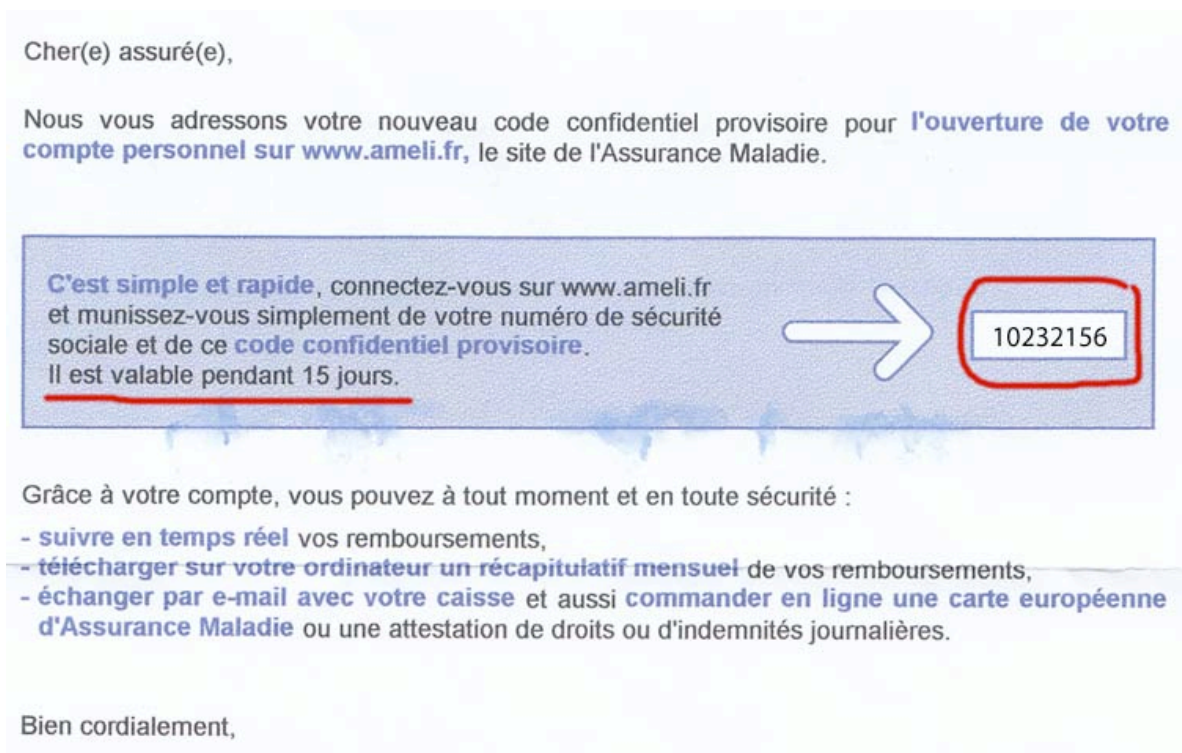 Cher(e) assuré(e),
Nous vous adressons votre nouveau code confidentiel provisoire pour l'ouverture de votre
compte personnel sur www.ameli.fr, le site de l'Assurance Maladie.
C'est simple et rapide, connectez-vous sur www.ameli.fr
et munissez-vous simplement de votre numéro de sécurité
sociale et de ce code confidentiel provisoire.
Il est valable pendant 15 jours.
10232156
Grâce à votre compte, vous pouvez à tout moment et en toute sécurité :
- suivre en temps réel vos remboursements,
- télécharger sur votre ordinateur un récapitulatif mensuel de vos remboursements,
- échanger par e-mail avec votre caisse et aussi commander en ligne une carte européenne
d'Assurance Maladie ou une attestation de droits ou d'indemnités journalières.
Bien cordialement,